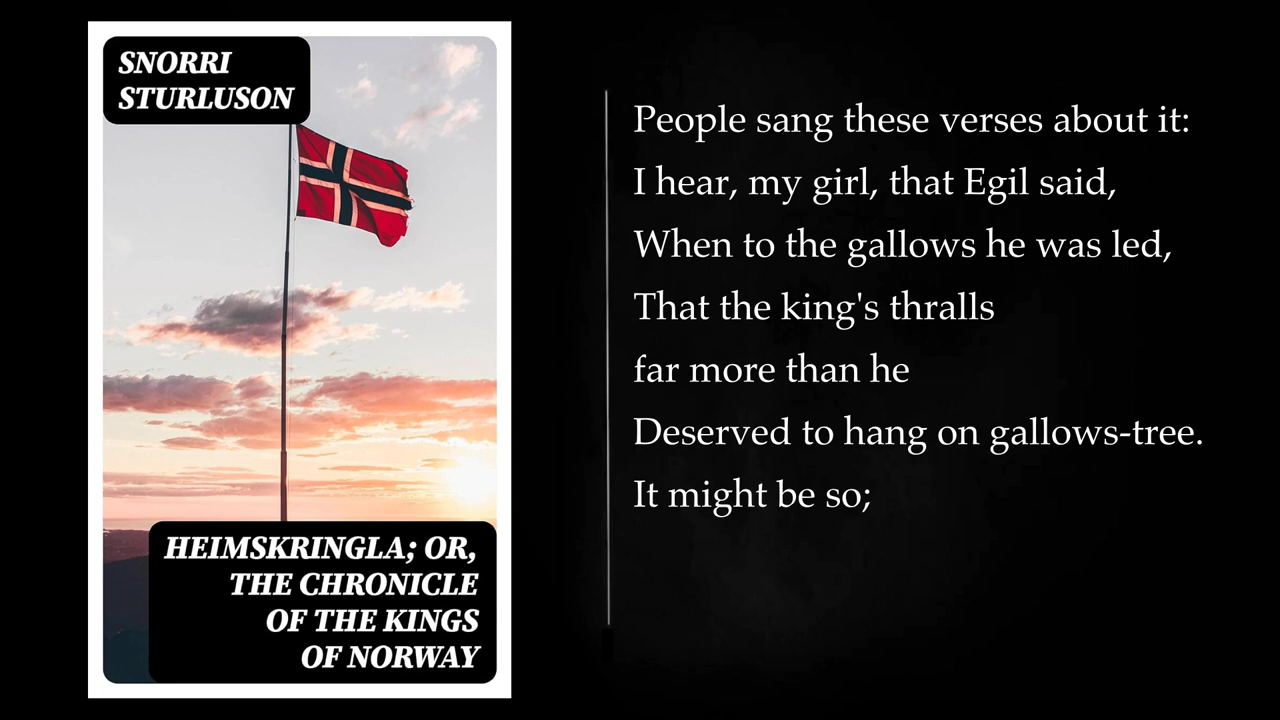 SNORRI
STURLUSON
HEIMSKRINGLA; OR,
THE CHRONICLE
OF THE KINGS
OF NORWAY
People sang these verses about it:
I hear, my girl, that Egil said,
When to the gallows he was led,
That the king's thralls
far more than he
Deserved to hang on gallows-tree.
It might be so;